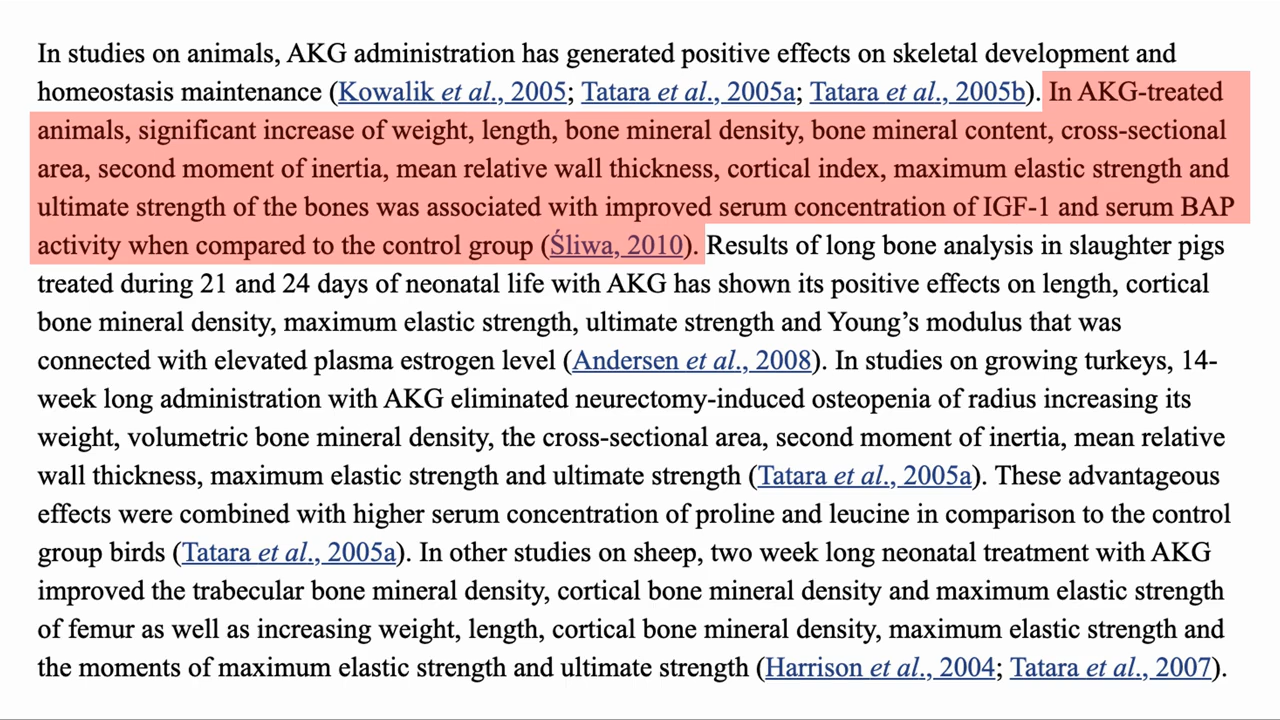 In studies on animals, AKG administration has generated positive effects on skeletal development and
homeostasis maintenance (Kowalik et al., 2005; Tatara et al., 2005a; Tatara et al., 2005b). In AKG-treated
animals, significant increase of weight, length, bone mineral density, bone mineral content, cross-sectional
area, second moment of inertia, mean relative wall thickness, cortical index, maximum elastic strength and
ultimate strength of the bones was associated with improved serum concentration of IGF-1 and serum BAP
activity when compared to the control group (Śliwa, 2010). Results of long bone analysis in slaughter pigs
treated during 21 and 24 days of neonatal life with AKG has shown its positive effects on length, cortical
bone mineral density, maximum elastic strength, ultimate strength and Young’s modulus that was
connected with elevated plasma estrogen level (Andersen et al., 2008). In studies on growing turkeys, 14-
week long administration with AKG eliminated neurectomy-induced osteopenia of radius increasing its
weight, volumetric bone mineral density, the cross-sectional area, second moment of inertia, mean relative
wall thickness, maximum elastic strength and ultimate strength (Tatara et al., 2005a). These advantageous
effects were combined with higher serum concentration of proline and leucine in comparison to the control
group birds (Tatara et al., 2005a). In other studies on sheep, two week long neonatal treatment with AKG
improved the trabecular bone mineral density, cortical bone mineral density and maximum elastic strength
of femur as well as increasing weight, length, cortical bone mineral density, maximum elastic strength and
the moments of maximum elastic strength and ultimate strength (Harrison et al., 2004; Tatara et al., 2007).